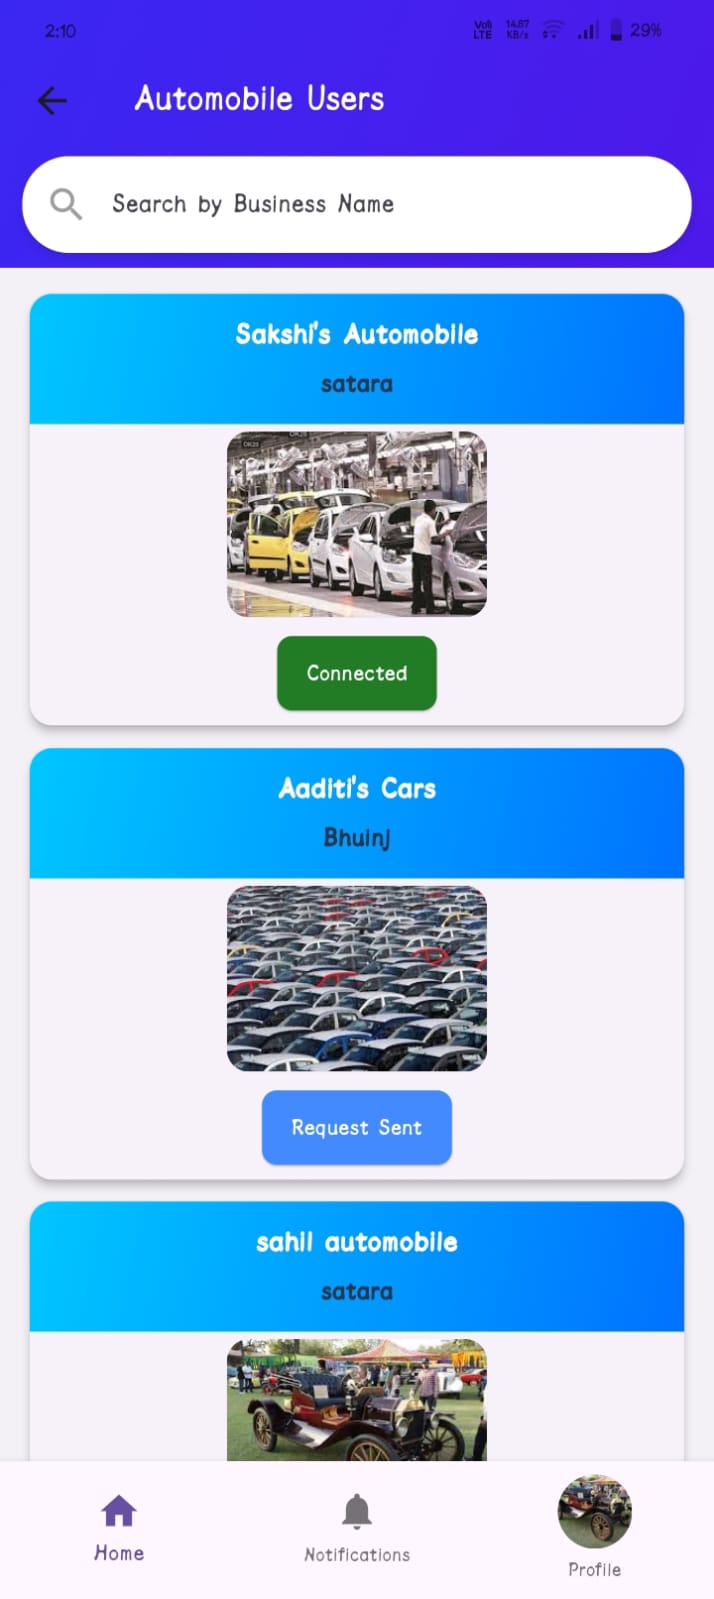 2:10
Vo)) LTE
14.87 KB/s
29%
Automobile Users
Search by Business Name
Sakshi's Automobile
satara
Connected
Aaditi's Cars
Bhuinj
Request Sent
sahil automobile
satara
Home
Notifications
Profile